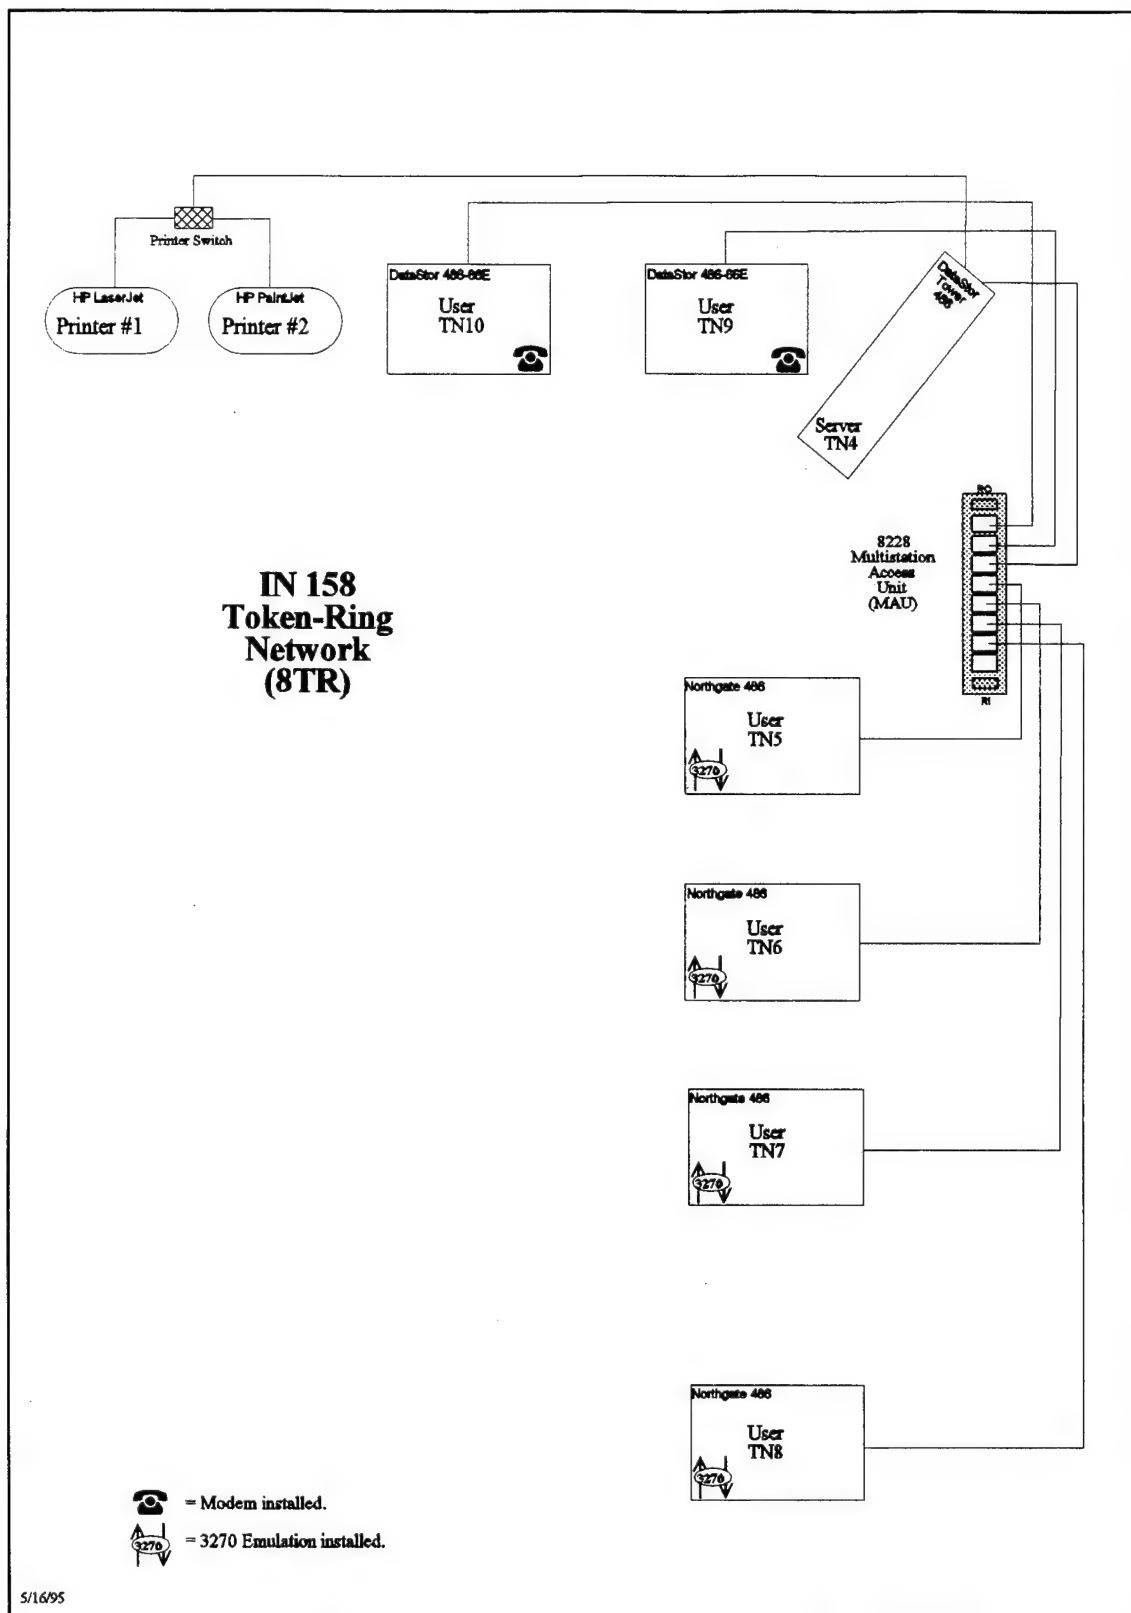 Printer Switch
HP LaserJet
Printer #1
HP PaintJet
Printer #2
DataStor 486-66E
User
TN10
DataStor 486-66E
User
TN9
DataStor
Tower
486
Server
TN4
RO
8228
Multistation
Access
Unit
(MAU)
RI
IN 158
Token-Ring
Network
(8TR)
Northgate 486
User
TN5
3270
Northgate 486
User
TN6
3270
Northgate 486
User
TN7
3270
Northgate 486
User
TN8
3270
= Modem installed.
3270
= 3270 Emulation installed.
5/16/95